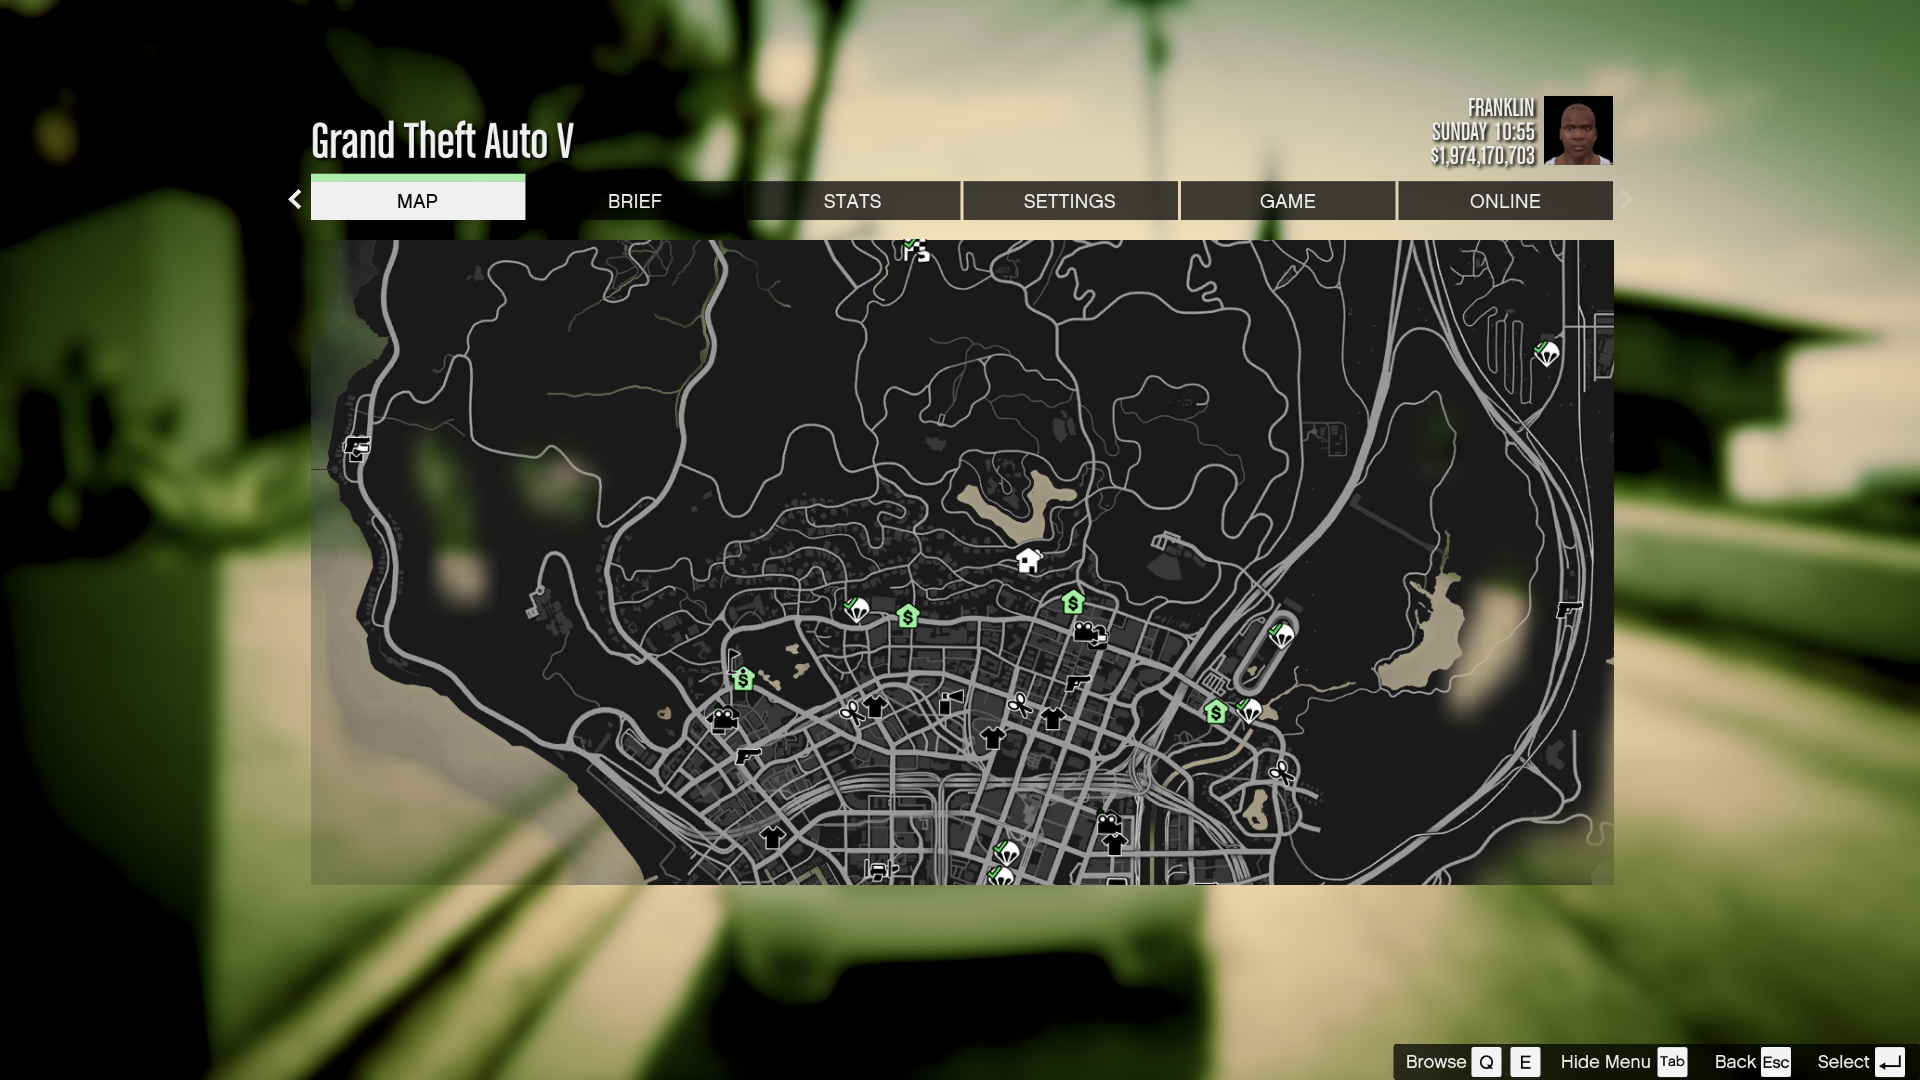 Grand Theft Auto V
FRANKLIN
SUNDAY 10:55
$1,974,170,703
MAP
BRIEF
STATS
SETTINGS
GAME
ONLINE
$
$
$
$
Browse Q E Hide Menu Tab Back Esc Select